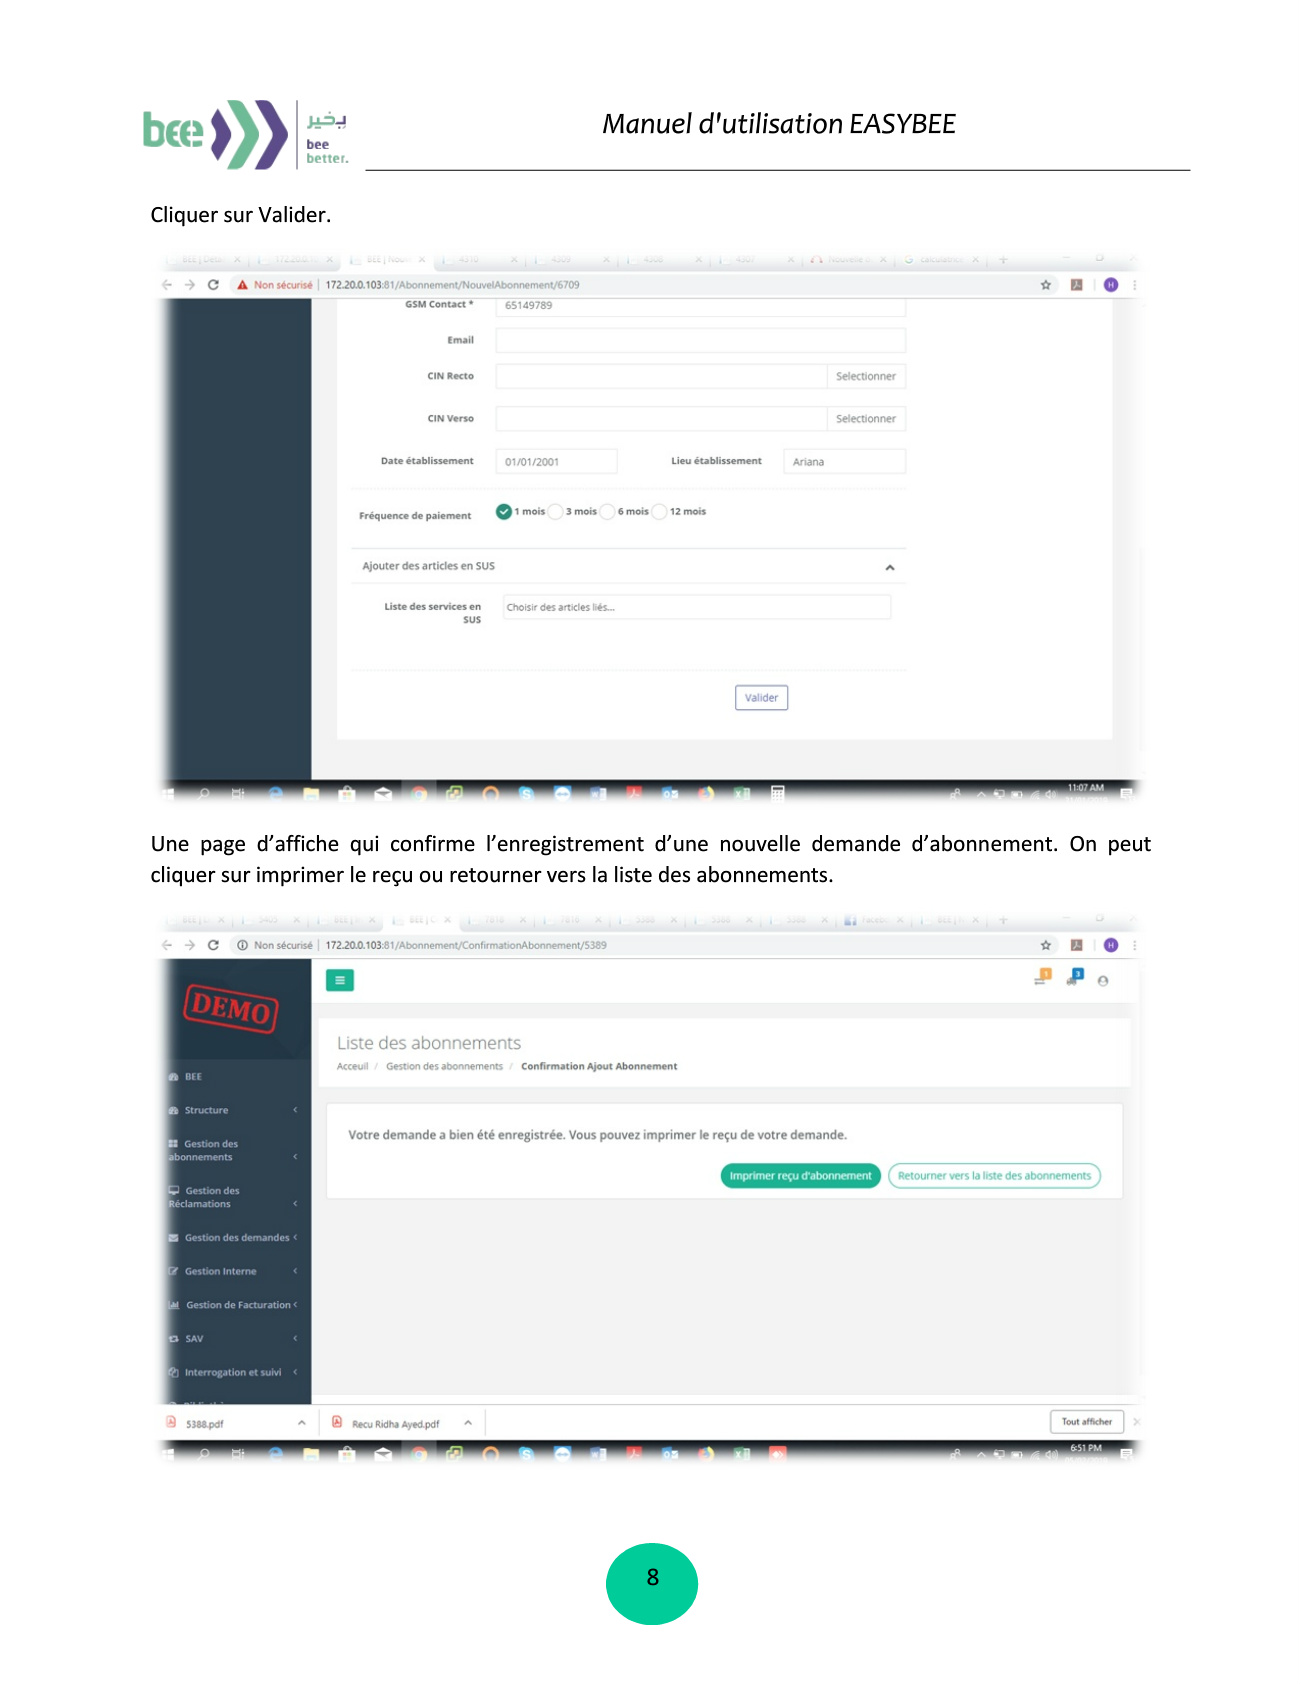 bee
بخير
bee
better.
Manuel d'utilisation EASYBEE
Cliquer sur Valider.
Non sécurisé | 172.20.0.103:81/Abonnement/NouvelAbonnement/6709
GSM Contact * 65149789
Email
CIN Recto Selectionner
CIN Verso Selectionner
Date établissement 01/01/2001 Lieu établissement Ariana
Fréquence de paiement 1 mois 3 mois 6 mois 12 mois
Ajouter des articles en SUS
Liste des services en SUS Choisir des articles liés...
Valider
11:07 AM
Une page d’affiche qui confirme l’enregistrement d’une nouvelle demande d’abonnement. On peut
cliquer sur imprimer le reçu ou retourner vers la liste des abonnements.
Non sécurisé | 172.20.0.103:81/Abonnement/ConfirmationAbonnement/5389
DEMO
1 3
Liste des abonnements
Acceuil / Gestion des abonnements / Confirmation Ajout Abonnement
BEE
Structure
Gestion des
abonnements
Gestion des
Réclamations
Gestion des demandes
Gestion Interne
Gestion de Facturation
SAV
Interrogation et suivi
Votre demande a bien été enregistrée. Vous pouvez imprimer le reçu de votre demande.
Imprimer reçu d'abonnement Retourner vers la liste des abonnements
5388.pdf Recu Ridha Ayed.pdf Tout afficher
6:51 PM
8